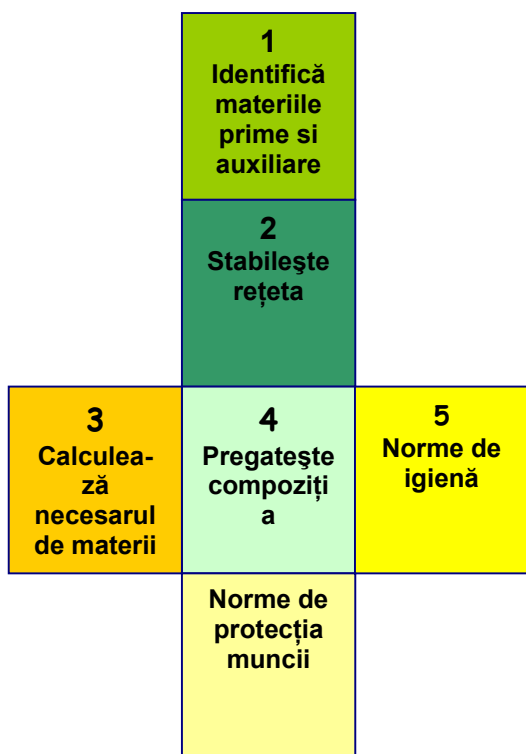 1
Identifică
materiile
prime si
auxiliare
2
Stabileşte
rețeta
3
Calculea-
ză
necesarul
de materii
4
Pregateşte
compoziți
a
5
Norme de
igienă
Norme de
protecția
muncii